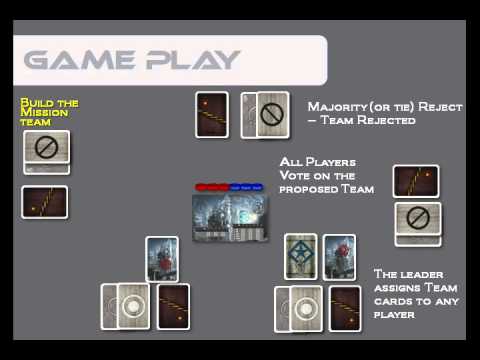 GAME PLAY
Build the
Mission
team
Majority (or tie) Reject
– Team Rejected
All Players
Vote on the
proposed Team
The leader
assigns Team
cards to any
player